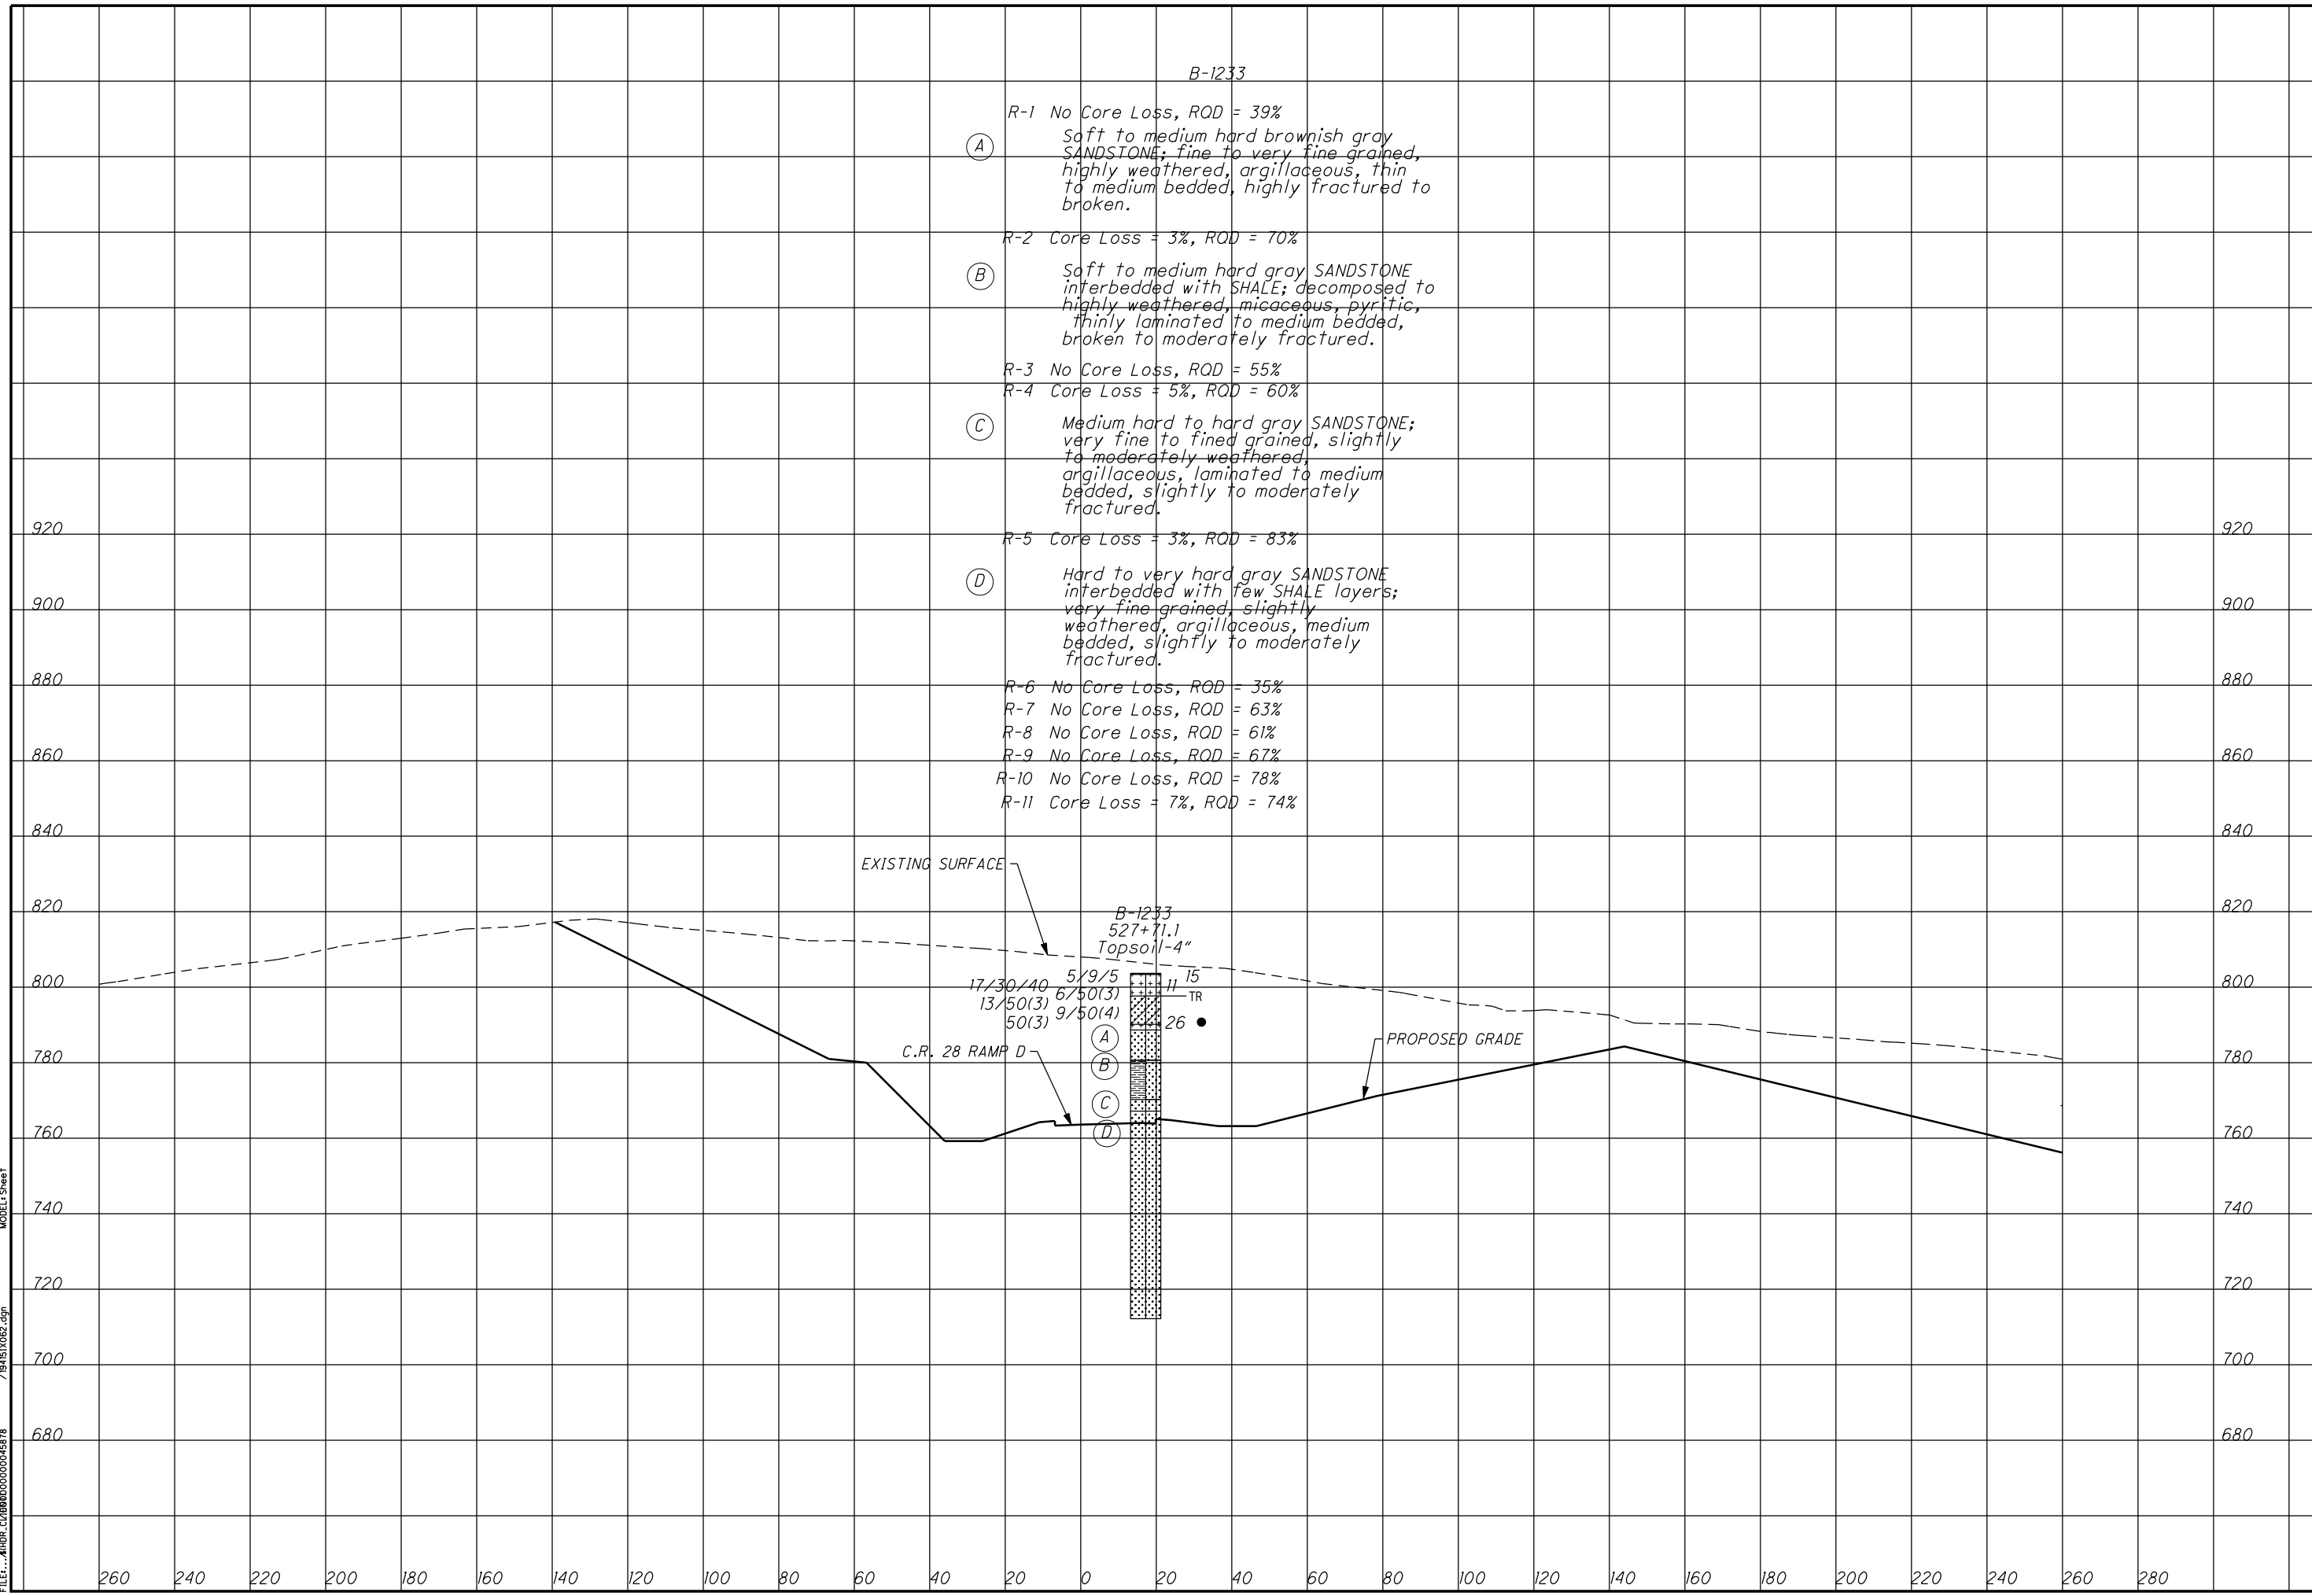 B-1233
R-1 No Core Loss, RQD = 39%
A
Soft to medium hard brownish gray
SANDSTONE; fine to very fine grained,
highly weathered, argillaceous, thin
to medium bedded, highly fractured to
broken.
R-2 Core Loss = 3%, RQD = 70%
B
Soft to medium hard gray SANDSTONE
interbedded with SHALE; decomposed to
highly weathered, micaceous, pyritic,
thinly laminated to medium bedded,
broken to moderately fractured.
R-3 No Core Loss, RQD = 55%
R-4 Core Loss = 5%, RQD = 60%
C
Medium hard to hard gray SANDSTONE;
very fine to fined grained, slightly
to moderately weathered,
argillaceous, laminated to medium
bedded, slightly to moderately
fractured.
920 920
R-5 Core Loss = 3%, RQD = 83%
D
Hard to very hard gray SANDSTONE
interbedded with few SHALE layers;
very fine grained, slightly
weathered, argillaceous, medium
bedded, slightly to moderately
fractured.
900 900
880 880
R-6 No Core Loss, RQD = 35%
R-7 No Core Loss, RQD = 63%
R-8 No Core Loss, RQD = 61%
860 860
R-9 No Core Loss, RQD = 67%
R-10 No Core Loss, RQD = 78%
R-11 Core Loss = 7%, RQD = 74%
840 840
EXISTING SURFACE
820 820
B-1233
527+71.1
Topsoil-4"
5/9/5 15
800 17/30/40 11 800
6/50(3) TR
13/50(3)
9/50(4)
50(3) 26
A
PROPOSED GRADE
C.R. 28 RAMP D
780 780
B
C
760 D 760
740 740
720 720
700 700
680 680
260 240 220 200 180 160 140 120 100 80 60 40 20 0 20 40 60 80 100 120 140 160 180 200 220 240 260 280
MODEL: Sheet